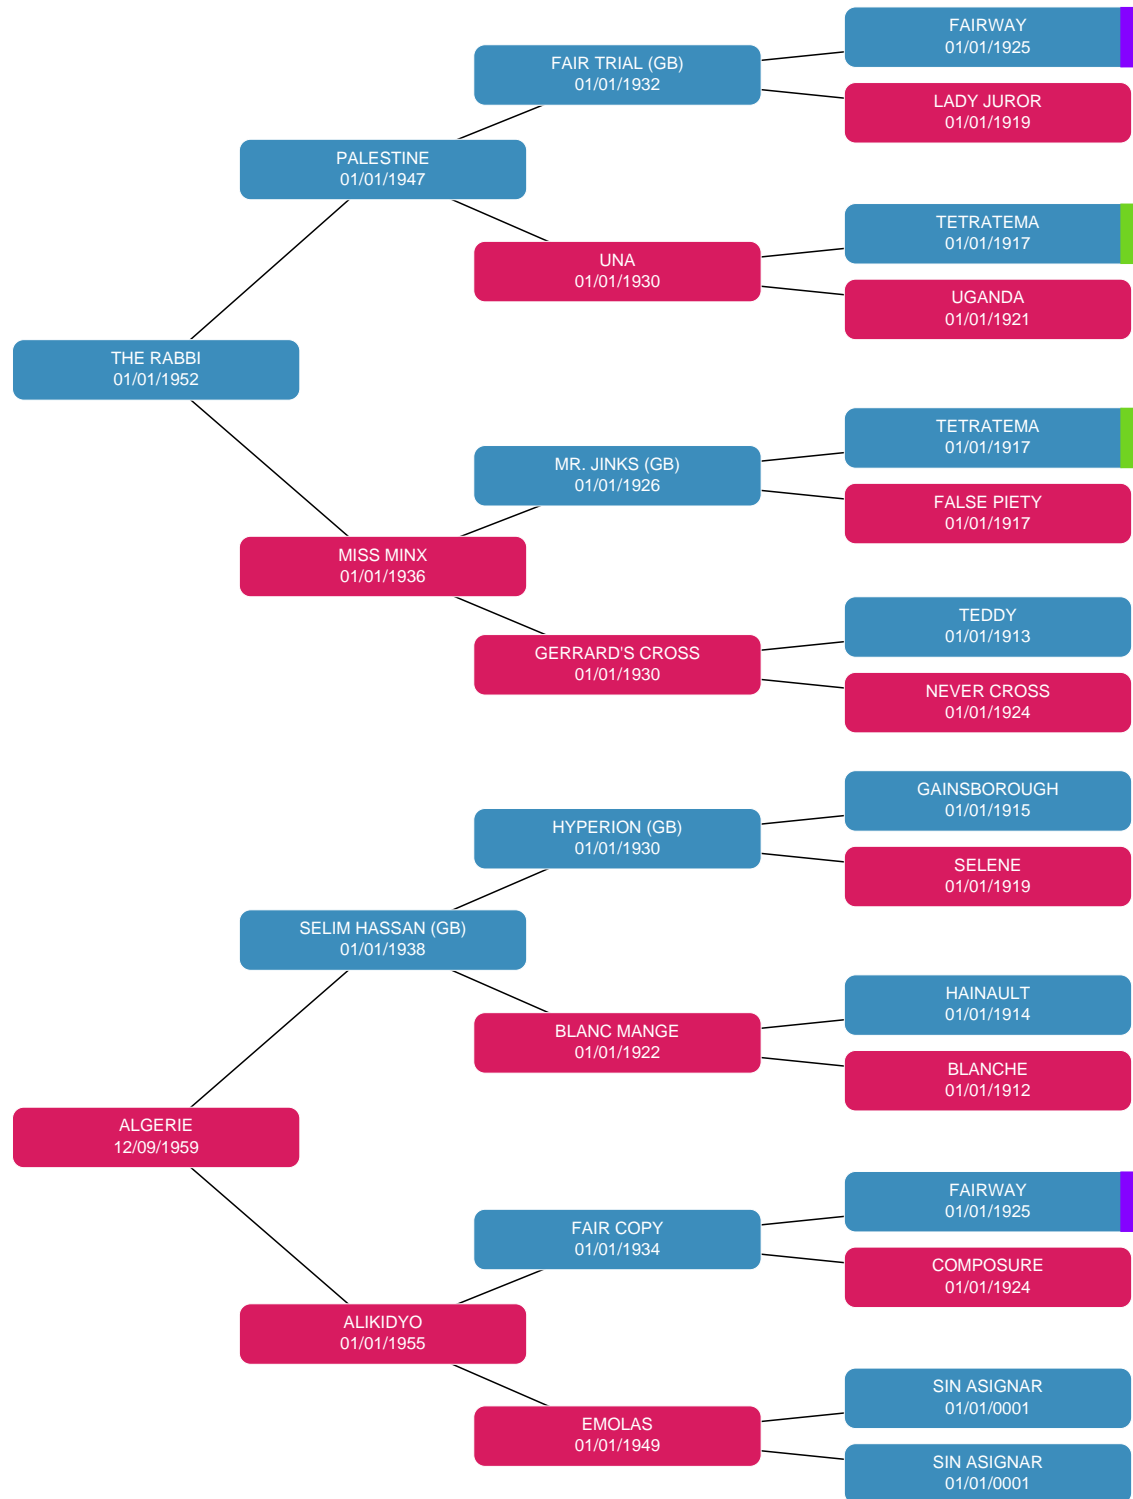 FAIRWAY
01/01/1925
FAIR TRIAL (GB)
01/01/1932
LADY JUROR
01/01/1919
PALESTINE
01/01/1947
TETRATEMA
01/01/1917
UNA
01/01/1930
UGANDA
01/01/1921
THE RABBI
01/01/1952
TETRATEMA
01/01/1917
MR. JINKS (GB)
01/01/1926
FALSE PIETY
01/01/1917
MISS MINX
01/01/1936
TEDDY
01/01/1913
GERRARD'S CROSS
01/01/1930
NEVER CROSS
01/01/1924
GAINSBOROUGH
01/01/1915
HYPERION (GB)
01/01/1930
SELENE
01/01/1919
SELIM HASSAN (GB)
01/01/1938
HAINAULT
01/01/1914
BLANC MANGE
01/01/1922
BLANCHE
01/01/1912
ALGERIE
12/09/1959
FAIRWAY
01/01/1925
FAIR COPY
01/01/1934
COMPOSURE
01/01/1924
ALIKIDYO
01/01/1955
SIN ASIGNAR
01/01/0001
EMOLAS
01/01/1949
SIN ASIGNAR
01/01/0001